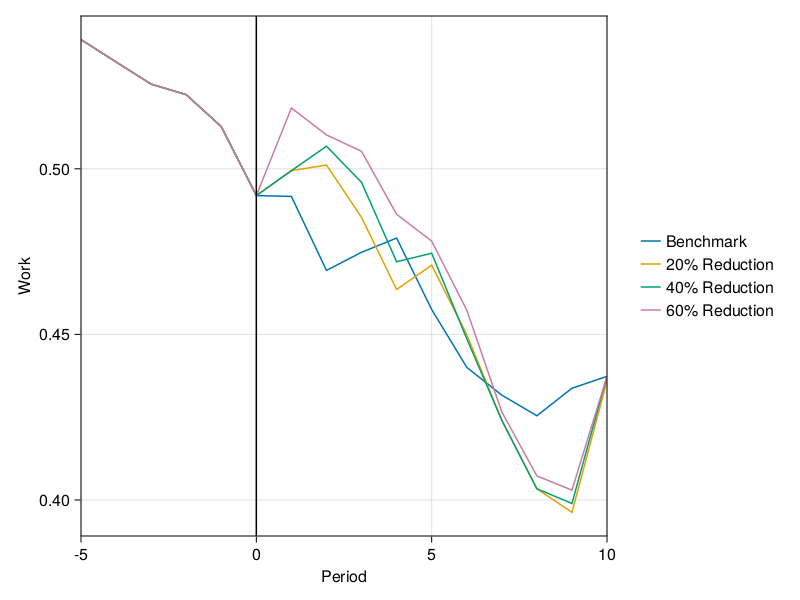 0.50
0.45
0.40
Work
-5
0
5
10
Period
Benchmark
20% Reduction
40% Reduction
60% Reduction